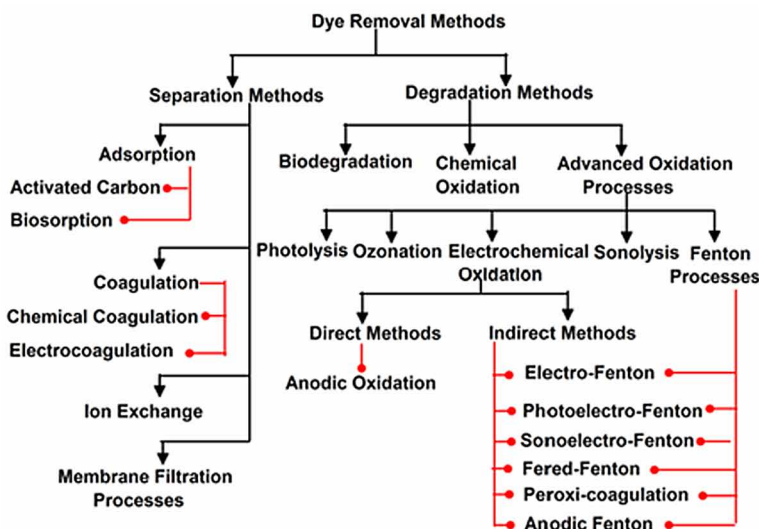 Dye Removal Methods
Separation Methods
Degradation Methods
Adsorption
Activated Carbon
Biosorption
Coagulation
Chemical Coagulation
Electrocoagulation
Ion Exchange
Membrane Filtration
Processes
Biodegradation
Chemical
Oxidation
Advanced Oxidation
Processes
Photolysis
Ozonation
Electrochemical
Oxidation
Sonolysis
Fenton
Processes
Direct Methods
Anodic Oxidation
Indirect Methods
Electro-Fenton
Photoelectro-Fenton
Sonoelectro-Fenton
Fered-Fenton
Peroxi-coagulation
Anodic Fenton